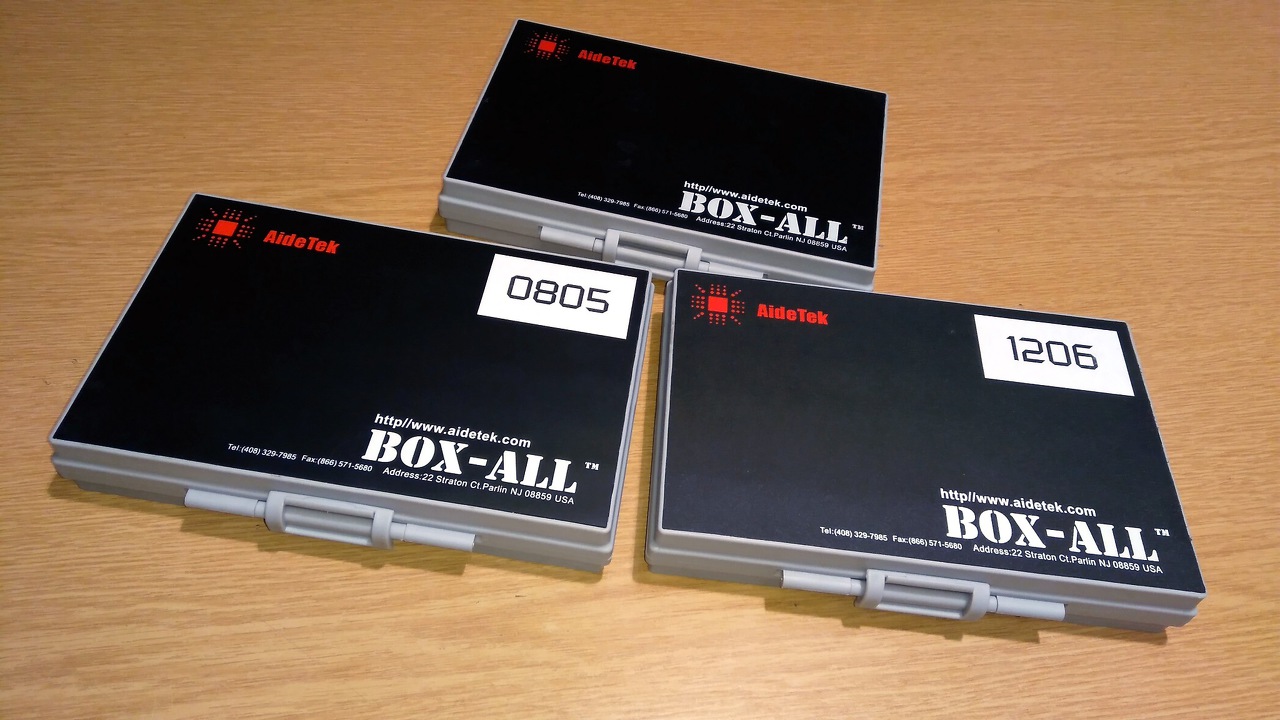 AideTek
http//www.aidetek.com
BOX-ALL™
Tel:(408) 329-7985 Fax:(866) 571-5680 Address:22 Straton Ct.Parlin NJ 08859 USA
AideTek
0805
http//www.aidetek.com
BOX-ALL™
Tel:(408) 329-7985 Fax:(866) 571-5680 Address:22 Straton Ct.Parlin NJ 08859 USA
AideTek
1206
http//www.aidetek.com
BOX-ALL™
Tel:(408) 329-7985 Fax:(866) 571-5680 Address:22 Straton Ct.Parlin NJ 08859 USA